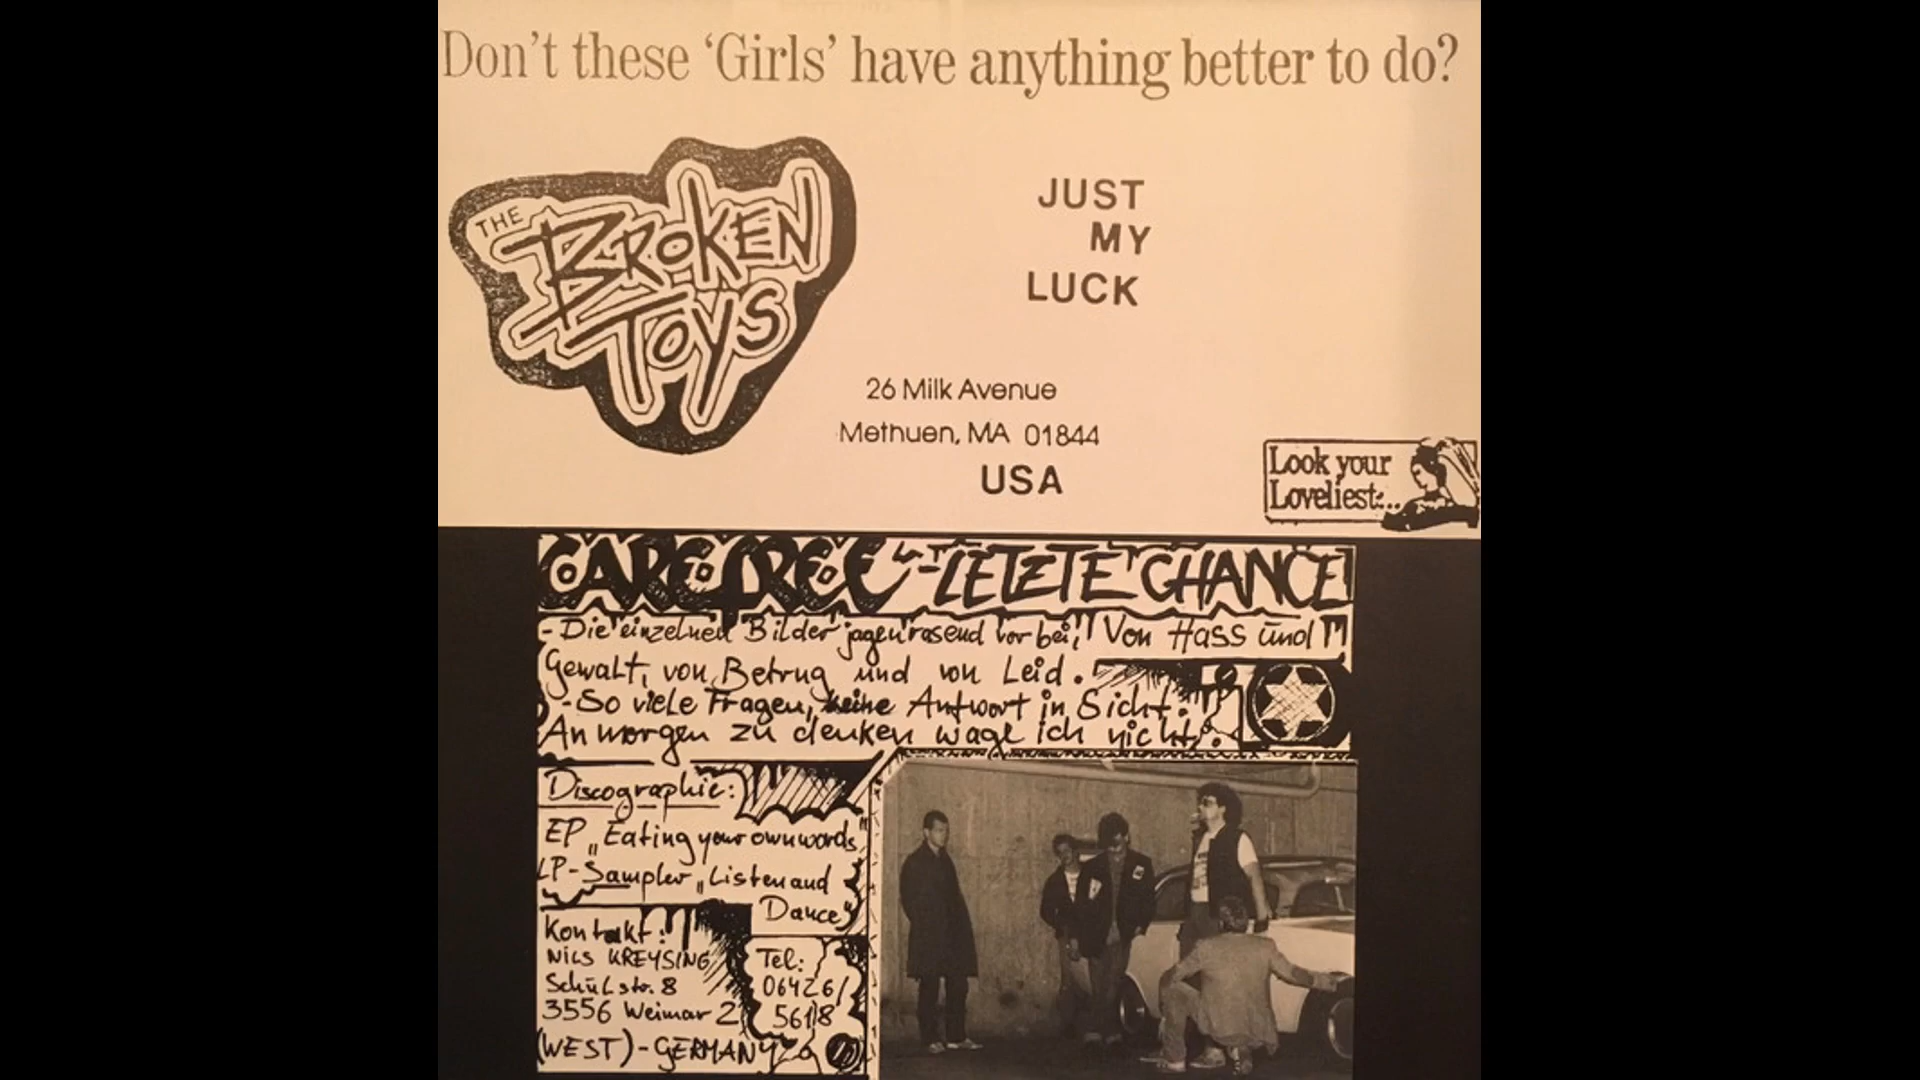 Don't these 'Girls' have anything better to do?
THE
BROKEN
TOYS
JUST
MY
LUCK
26 Milk Avenue
Methuen, MA 01844
USA
Look your
Loveliest...
CAREFREE - "LETZTE CHANCE"
- Die einzelnen Bilder jagen rasend vorbei, Von Hass und
Gewalt, von Betrug und von Leid.
- So viele Fragen, keine Antwort in Sicht.
An morgen zu denken wage ich nicht.
Discographie:
EP „Eating your own words"
LP-Sampler „Listen and
Dance"
Kontakt:
NILS KREYSING
Schulstr. 8
3556 Weimar 2
(WEST)-GERMANY
Tel:
06426/
5618